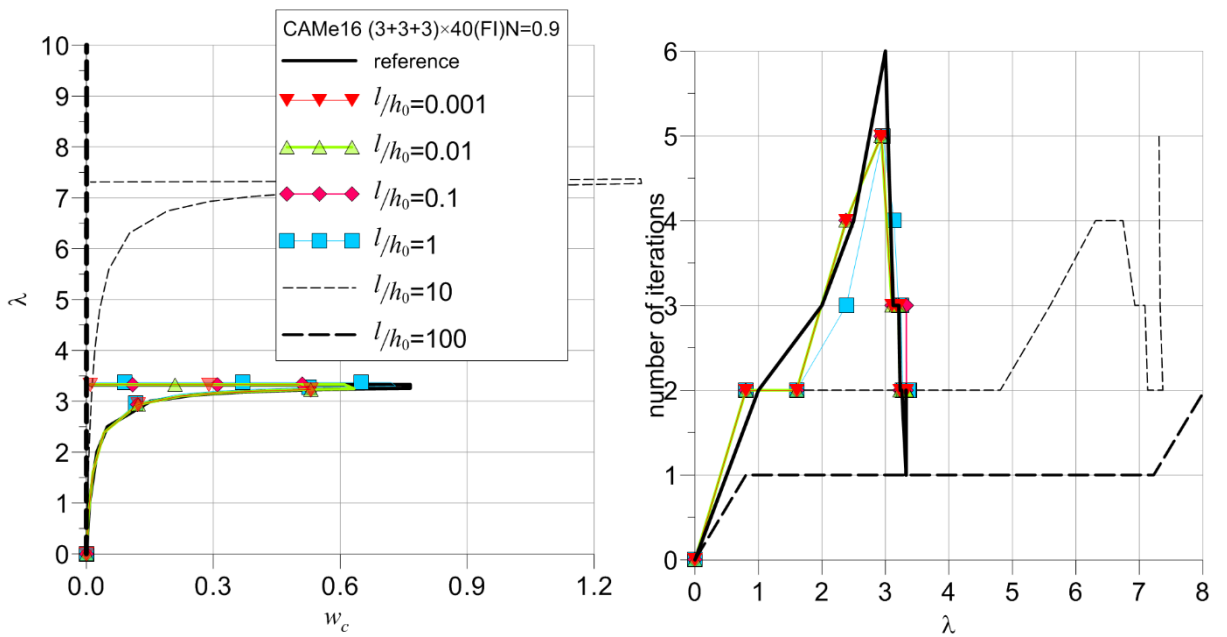 CAMe16 (3+3+3)×40(FI)N=0.9
reference
l/h₀=0.001
l/h₀=0.01
l/h₀=0.1
l/h₀=1
l/h₀=10
l/h₀=100
10
9
8
7
6
5
4
3
2
1
0
λ
0.0
0.3
0.6
0.9
1.2
w_c
6
5
4
3
2
1
0
number of iterations
0
1
2
3
4
5
6
7
8
λ